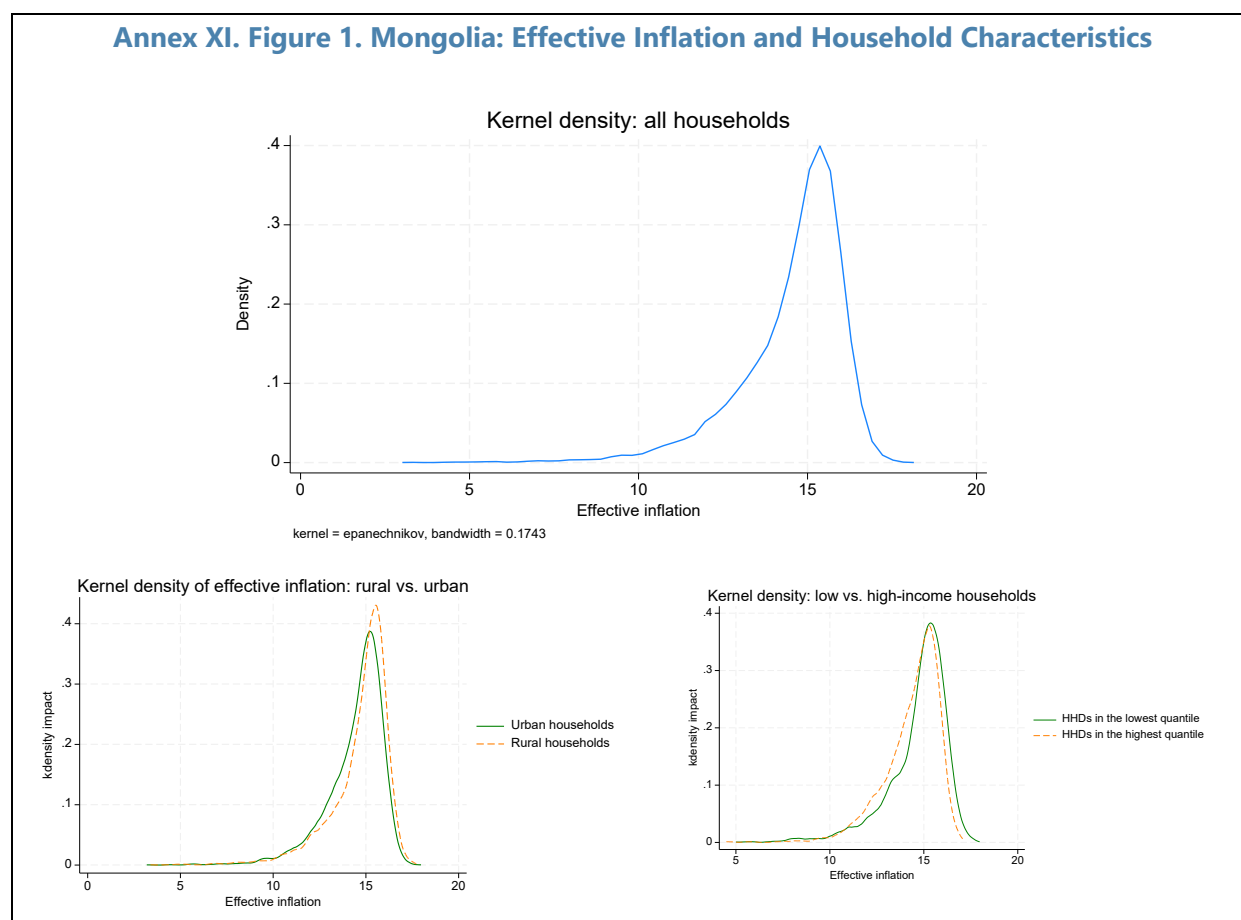 Annex XI. Figure 1. Mongolia: Effective Inflation and Household Characteristics
Kernel density: all households
.4
.3
.2
.1
0
Density
0 5 10 15 20
Effective inflation
kernel = epanechnikov, bandwidth = 0.1743
Kernel density of effective inflation: rural vs. urban
.4
.3
.2
.1
0
kdensity impact
0 5 10 15 20
Effective inflation
Urban households
Rural households
Kernel density: low vs. high-income households
.4
.3
.2
.1
0
kdensity impact
5 10 15 20
Effective inflation
HHDs in the lowest quantile
HHDs in the highest quantile